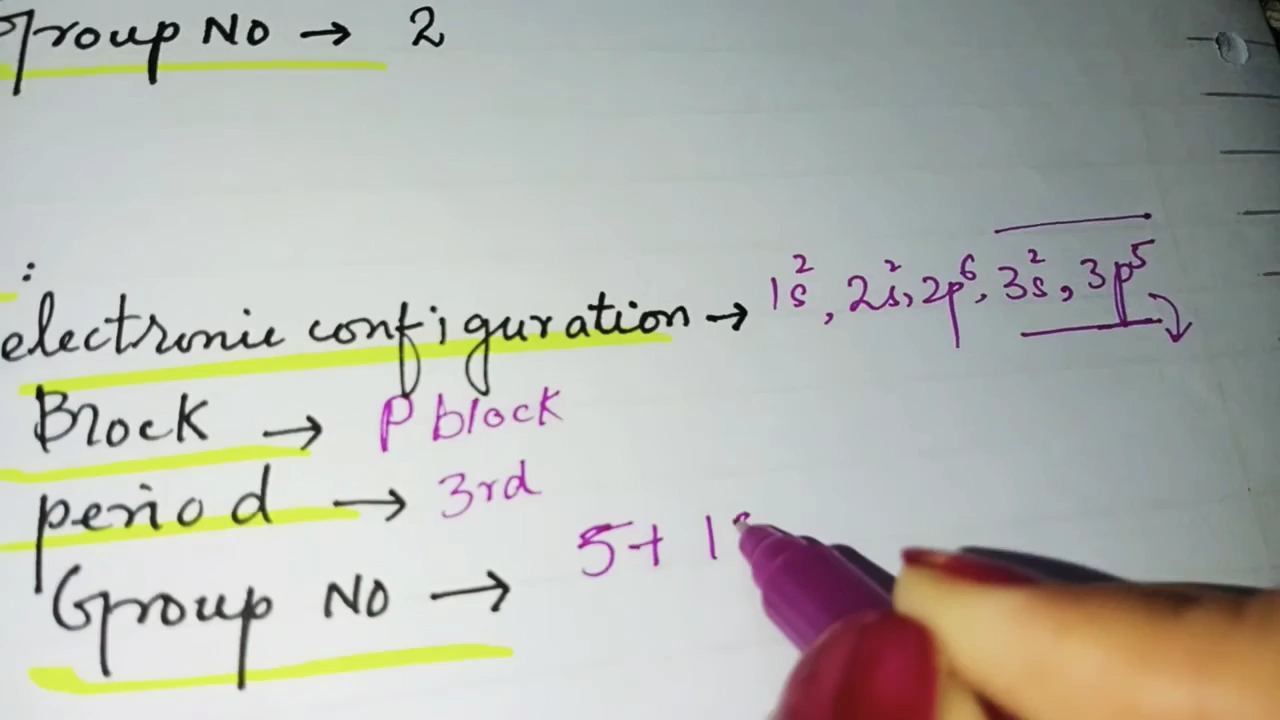 Group No → 2
:
electronic configuration → 1s², 2s², 2p⁶, 3s², 3p⁵
Block → P block
period → 3rd
Group No → 5 + 1